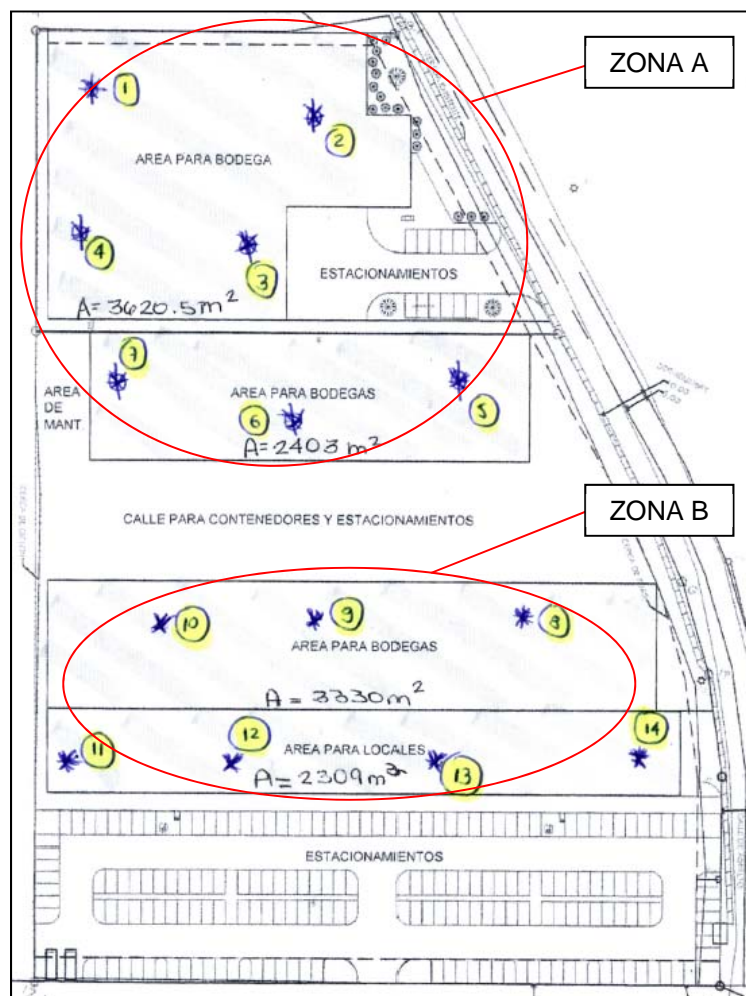 ZONA A
1
2
AREA PARA BODEGA
4
3
ESTACIONAMIENTOS
A=3620.5m²
7
AREA
DE
MANT.
AREA PARA BODEGAS
5
6
A=2403 m²
CALLE PARA CONTENEDORES Y ESTACIONAMIENTOS
ZONA B
10
9
8
AREA PARA BODEGAS
A=3330m²
14
12
11
AREA PARA LOCALES
A=2309m²
13
ESTACIONAMIENTOS